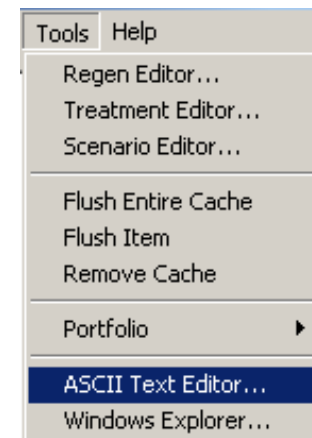 Tools Help
Regen Editor...
Treatment Editor...
Scenario Editor...
Flush Entire Cache
Flush Item
Remove Cache
Portfolio
ASCII Text Editor...
Windows Explorer...